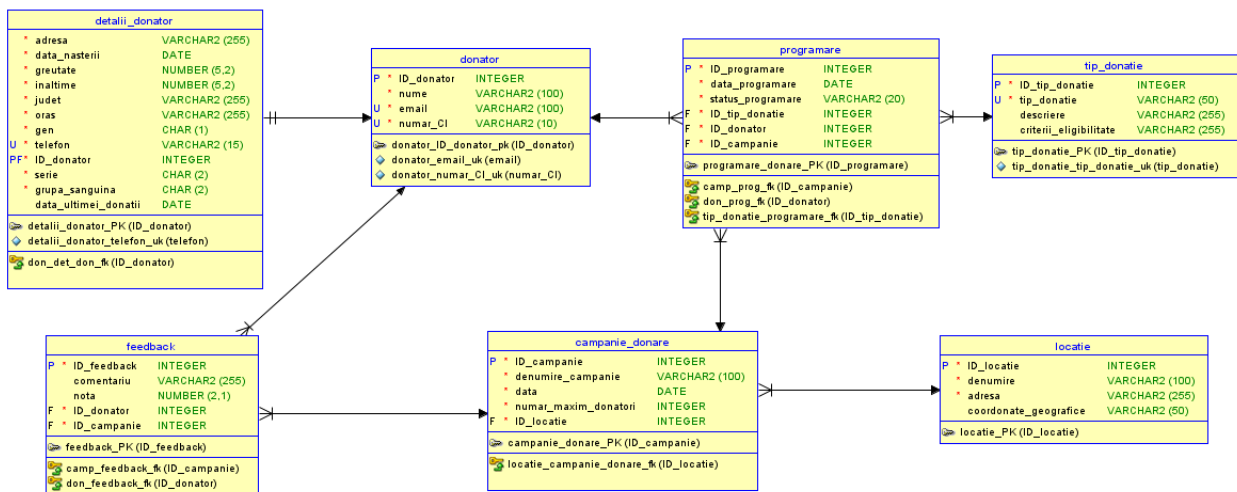 detalii_donator
* adresa VARCHAR2 (255)
* data_nasterii DATE
* greutate NUMBER (5,2)
* inaltime NUMBER (5,2)
* judet VARCHAR2 (255)
* oras VARCHAR2 (255)
* gen CHAR (1)
U * telefon VARCHAR2 (15)
PF* ID_donator INTEGER
* serie CHAR (2)
* grupa_sanguina CHAR (2)
data_ultimei_donatii DATE
detalii_donator_PK (ID_donator)
detalii_donator_telefon_uk (telefon)
don_det_don_fk (ID_donator)
donator
P * ID_donator INTEGER
* nume VARCHAR2 (100)
U * email VARCHAR2 (100)
U * numar_CI VARCHAR2 (10)
donator_ID_donator_pk (ID_donator)
donator_email_uk (email)
donator_numar_CI_uk (numar_CI)
programare
P * ID_programare INTEGER
* data_programare DATE
* status_programare VARCHAR2 (20)
F * ID_tip_donatie INTEGER
F * ID_donator INTEGER
F * ID_campanie INTEGER
programare_donare_PK (ID_programare)
camp_prog_fk (ID_campanie)
don_prog_fk (ID_donator)
tip_donatie_programare_fk (ID_tip_donatie)
tip_donatie
P * ID_tip_donatie INTEGER
U * tip_donatie VARCHAR2 (50)
descriere VARCHAR2 (255)
criterii_eligibilitate VARCHAR2 (255)
tip_donatie_PK (ID_tip_donatie)
tip_donatie_tip_donatie_uk (tip_donatie)
feedback
P * ID_feedback INTEGER
comentariu VARCHAR2 (255)
nota NUMBER (2,1)
F * ID_donator INTEGER
F * ID_campanie INTEGER
feedback_PK (ID_feedback)
camp_feedback_fk (ID_campanie)
don_feedback_fk (ID_donator)
campanie_donare
P * ID_campanie INTEGER
* denumire_campanie VARCHAR2 (100)
* data DATE
* numar_maxim_donatori INTEGER
F * ID_locatie INTEGER
campanie_donare_PK (ID_campanie)
locatie_campanie_donare_fk (ID_locatie)
locatie
P * ID_locatie INTEGER
* denumire VARCHAR2 (100)
* adresa VARCHAR2 (255)
coordonate_geografice VARCHAR2 (50)
locatie_PK (ID_locatie)